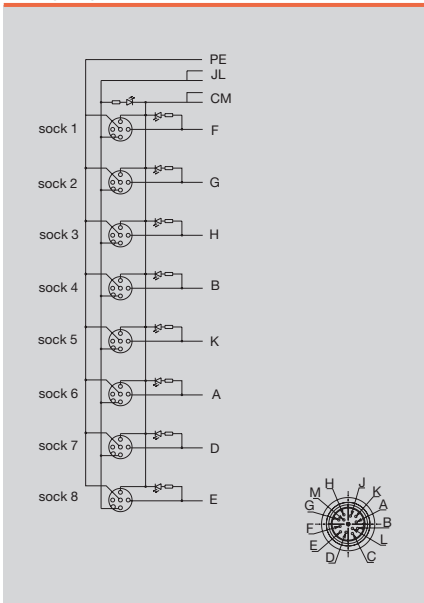 PE
JL
CM
sock 1 F
sock 2 G
sock 3 H
sock 4 B
sock 5 K
sock 6 A
sock 7 D
sock 8 E
H J
M K
G A
F B
E L
D C